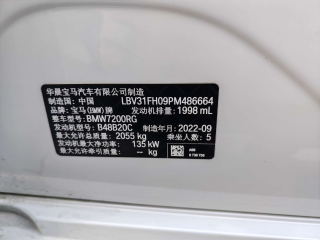 华晨宝马汽车有限公司制造
制造国: 中国 LBV31FH09PM486664
品牌: 宝马(BMW)牌 发动机排量: 1998 mL
整车型号: BMW7200RG
发动机型号: B48B20C 制造年月: 2022-09
最大允许总质量: 2055 kg 乘坐人数: 5
发动机最大净功率: 135 kW
最大允许牵引质量: - kg